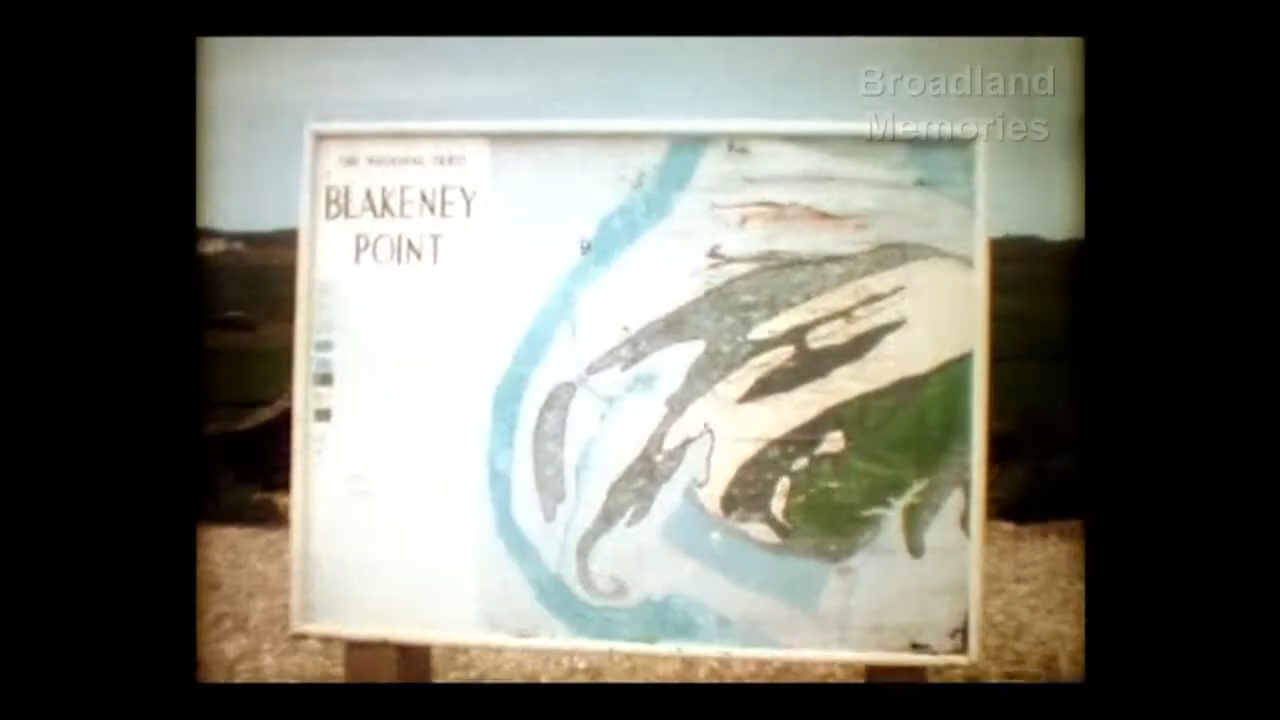 Broadland
Memories
THE NATIONAL TRUST
BLAKENEY
POINT